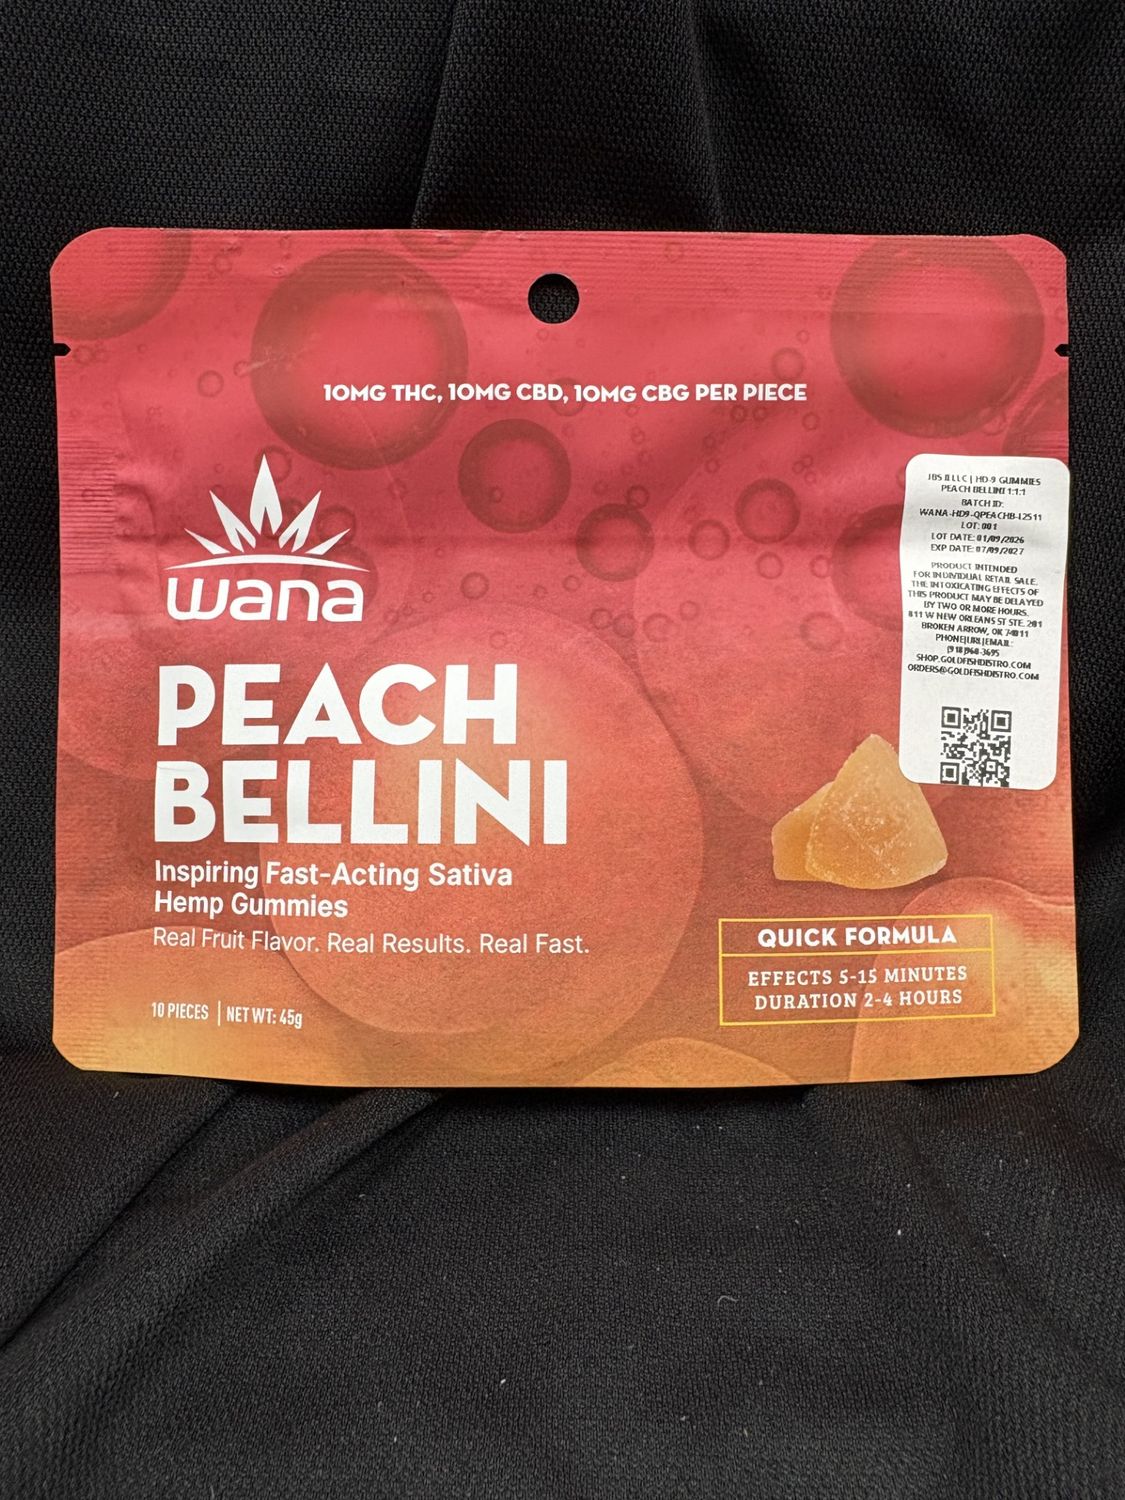 10MG THC, 10MG CBD, 10MG CBG PER PIECE
wana
PEACH
BELLINI
Inspiring Fast-Acting Sativa
Hemp Gummies
Real Fruit Flavor. Real Results. Real Fast.
10 PIECES | NET WT: 45g
JBS II LLC | HD-9 GUMMIES
PEACH BELLINI 1:1:1
BATCH ID:
WANA-HD9-QPEACHB-12511
LOT: 001
LOT DATE: 01/09/2026
EXP DATE: 07/09/2027
PRODUCT INTENDED
FOR INDIVIDUAL RETAIL SALE.
THE INTOXICATING EFFECTS OF
THIS PRODUCT MAY BE DELAYED
BY TWO OR MORE HOURS.
811 W NEW ORLEANS ST STE. 201
BROKEN ARROW, OK 74011
PHONE|URL|EMAIL:
(918)960-3695
SHOP.GOLDFISHDISTRO.COM
ORDERS@GOLDFISHDISTRO.COM
QUICK FORMULA
EFFECTS 5-15 MINUTES
DURATION 2-4 HOURS